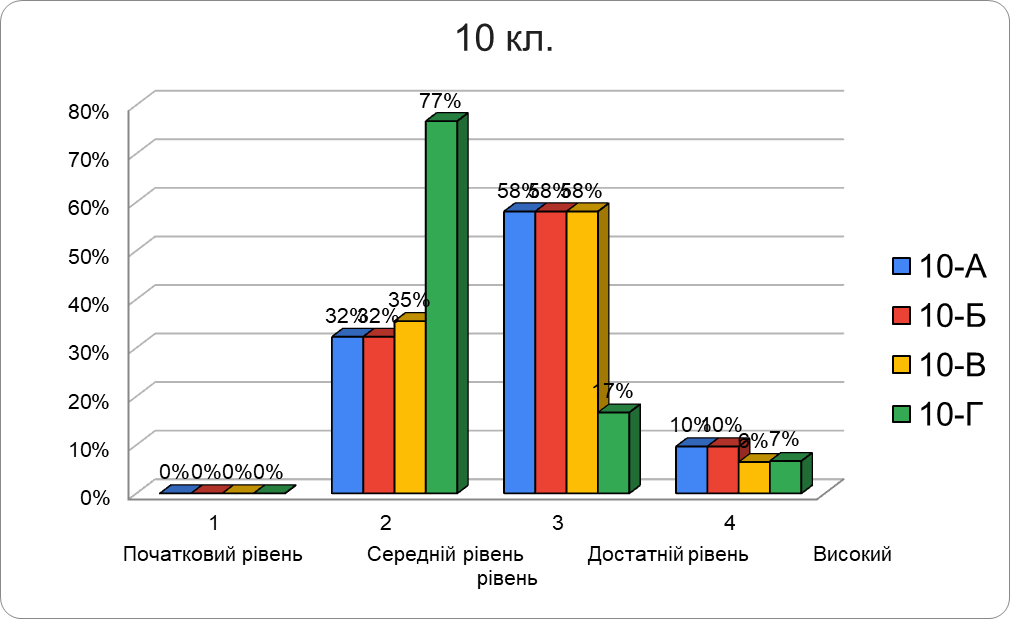 10 кл.
80%
70%
60%
50%
40%
30%
20%
10%
0%
77%
58% 58% 58%
35%
32% 32%
17%
10% 10% 7%
0% 0% 0% 0%
1 2 3 4
Початковий рівень Середній рівень Достатній рівень Високий
рівень
10-А
10-Б
10-В
10-Г